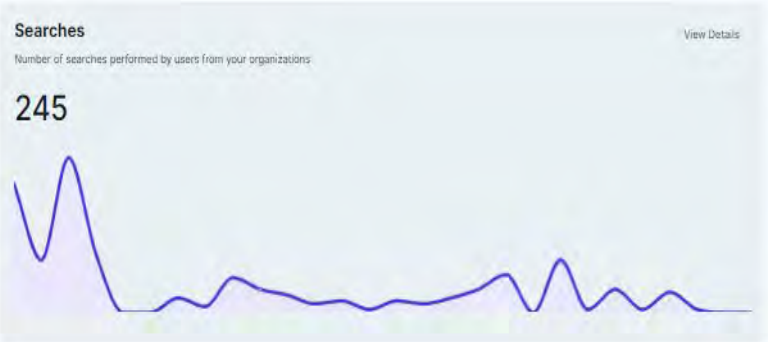 Searches
View Details
Number of searches performed by users from your organizations
245